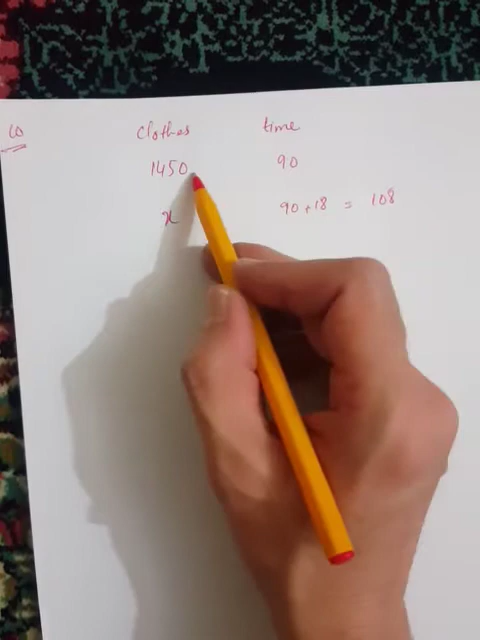 clothes time
1450 90
x 90 + 18 = 108